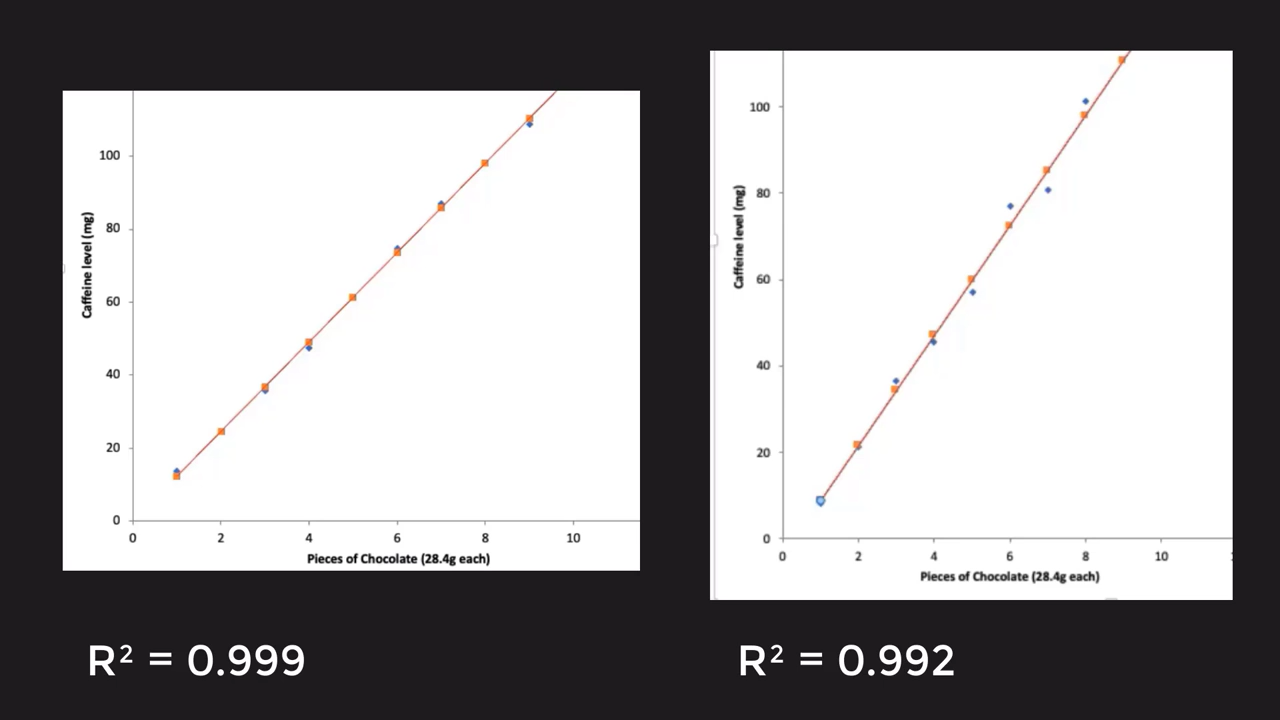 100
80
60
40
20
0
Caffeine level (mg)
0 2 4 6 8 10
Pieces of Chocolate (28.4g each)
R² = 0.999
100
80
60
40
20
0
Caffeine level (mg)
0 2 4 6 8 10
Pieces of Chocolate (28.4g each)
R² = 0.992